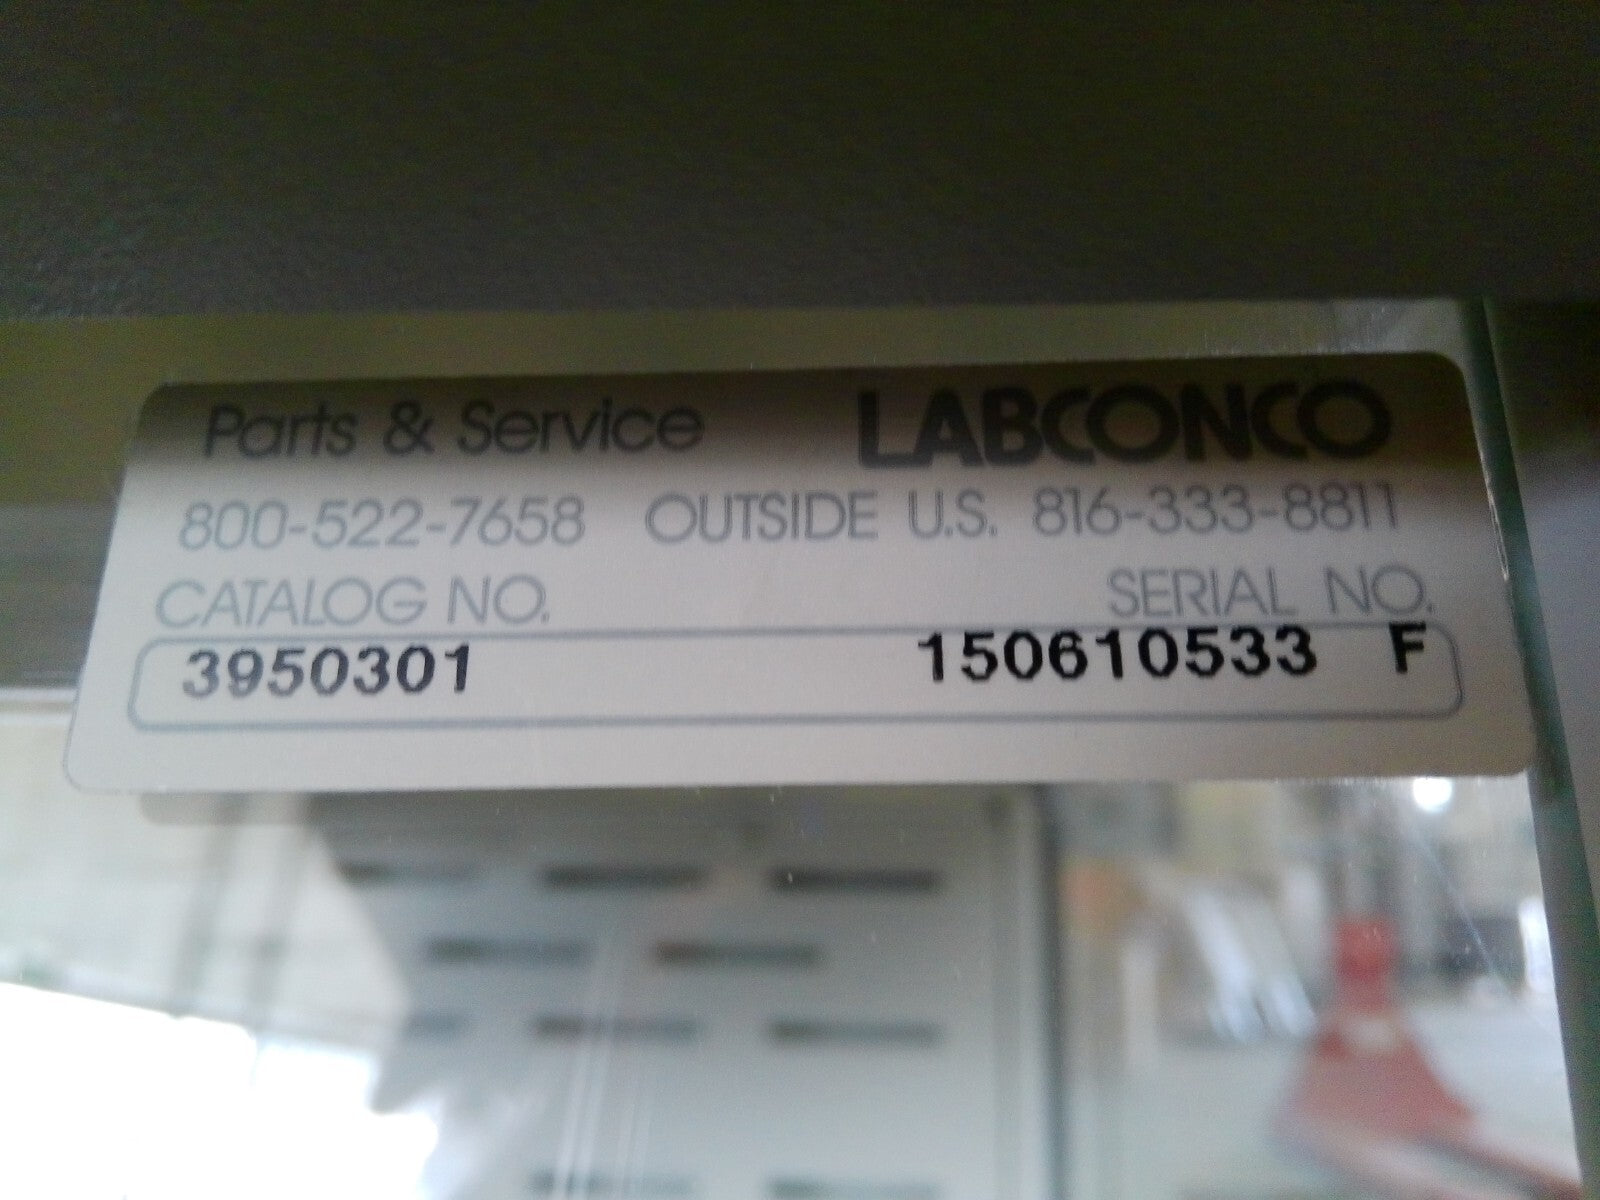 Parts & Service LABCONCO
800-522-7658 OUTSIDE U.S. 816-333-8811
CATALOG NO. SERIAL NO.
3950301 150610533 F